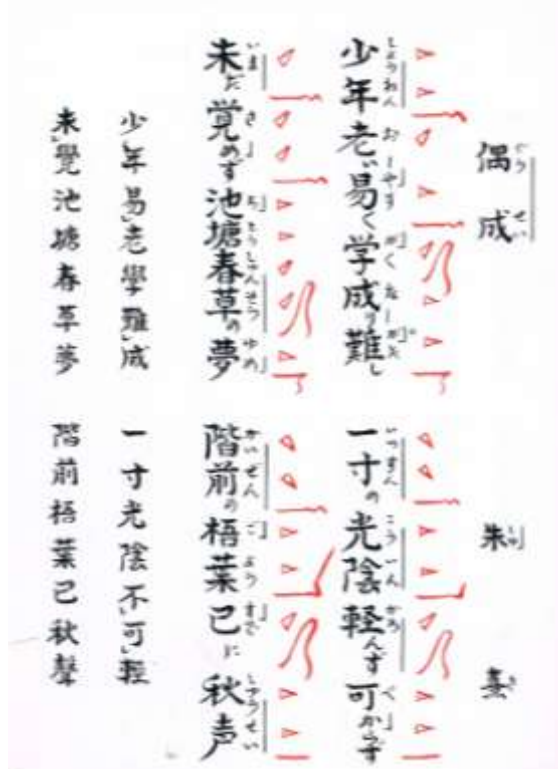 偶成
朱熹
少年老い易く学成り難し
一寸の光陰軽んず可からず
未だ覚めず池塘春草の夢
階前の梧葉已に秋声
少年易老學難成
一寸光陰不可輕
未覺池塘春草夢
階前梧葉已秋聲